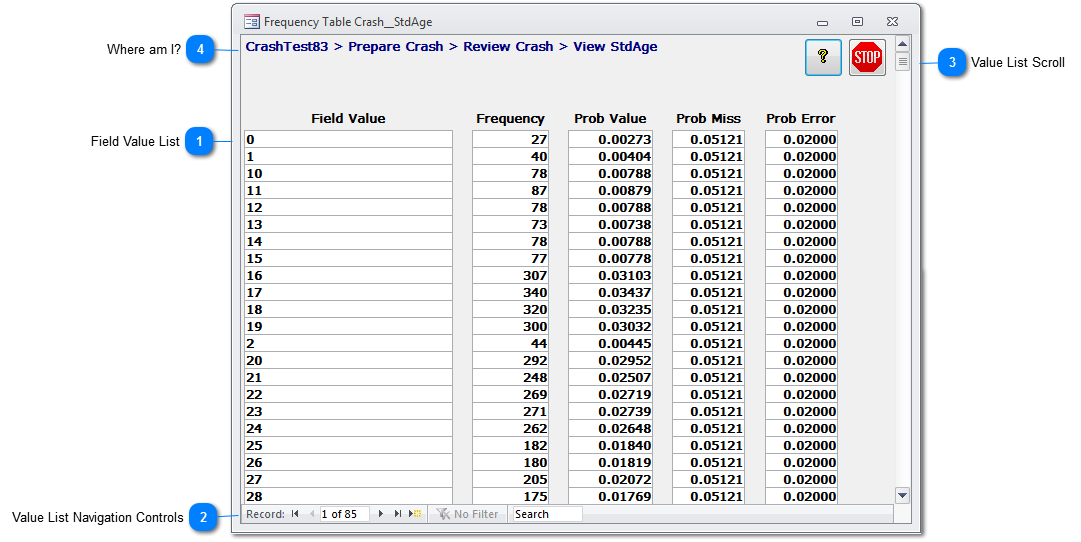 Frequency Table Crash__StdAge
Where am I? 4
CrashTest83 > Prepare Crash > Review Crash > View StdAge
?
STOP
3 Value List Scroll
Field Value Frequency Prob Value Prob Miss Prob Error
Field Value List 1
0 27 0.00273 0.05121 0.02000
1 40 0.00404 0.05121 0.02000
10 78 0.00788 0.05121 0.02000
11 87 0.00879 0.05121 0.02000
12 78 0.00788 0.05121 0.02000
13 73 0.00738 0.05121 0.02000
14 78 0.00788 0.05121 0.02000
15 77 0.00778 0.05121 0.02000
16 307 0.03103 0.05121 0.02000
17 340 0.03437 0.05121 0.02000
18 320 0.03235 0.05121 0.02000
19 300 0.03032 0.05121 0.02000
2 44 0.00445 0.05121 0.02000
20 292 0.02952 0.05121 0.02000
21 248 0.02507 0.05121 0.02000
22 269 0.02719 0.05121 0.02000
23 271 0.02739 0.05121 0.02000
24 262 0.02648 0.05121 0.02000
25 182 0.01840 0.05121 0.02000
26 180 0.01819 0.05121 0.02000
27 205 0.02072 0.05121 0.02000
28 175 0.01769 0.05121 0.02000
Value List Navigation Controls 2
Record: 1 of 85 No Filter Search